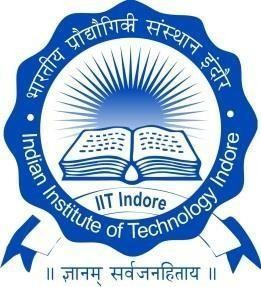 भारतीय प्रौद्योगिकी संस्थान इंदौर
Indian Institute of Technology Indore
IIT Indore
॥ ज्ञानम् सर्वजनहिताय ॥